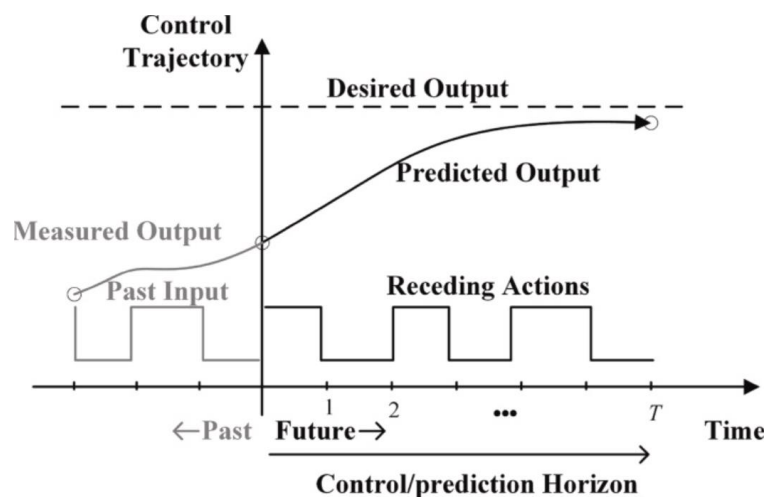 Control
Trajectory
Desired Output
Predicted Output
Measured Output
Past Input
Receding Actions
1
2
•••
T
←Past
Future→
Time
Control/prediction Horizon